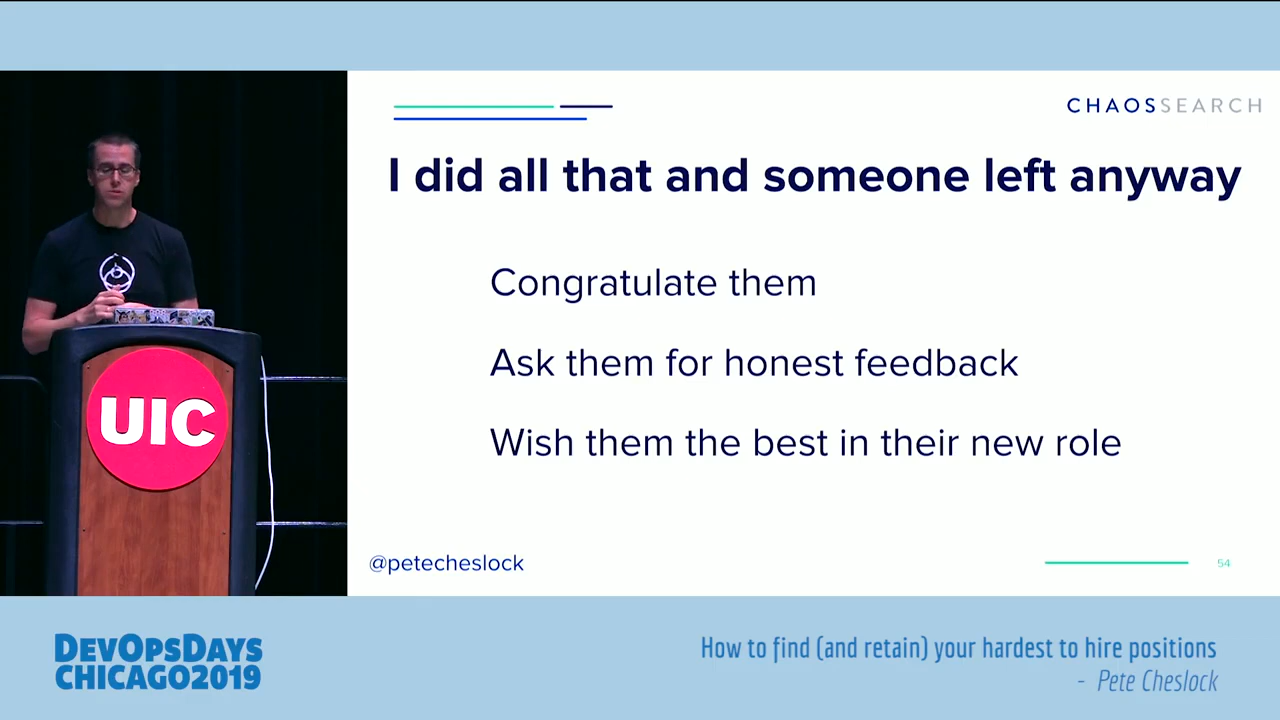 CHAOSSEARCH
I did all that and someone left anyway
Congratulate them
Ask them for honest feedback
Wish them the best in their new role
@petecheslock
54
UIC
DEVOPSDAYS
CHICAGO2019
How to find (and retain) your hardest to hire positions
- Pete Cheslock